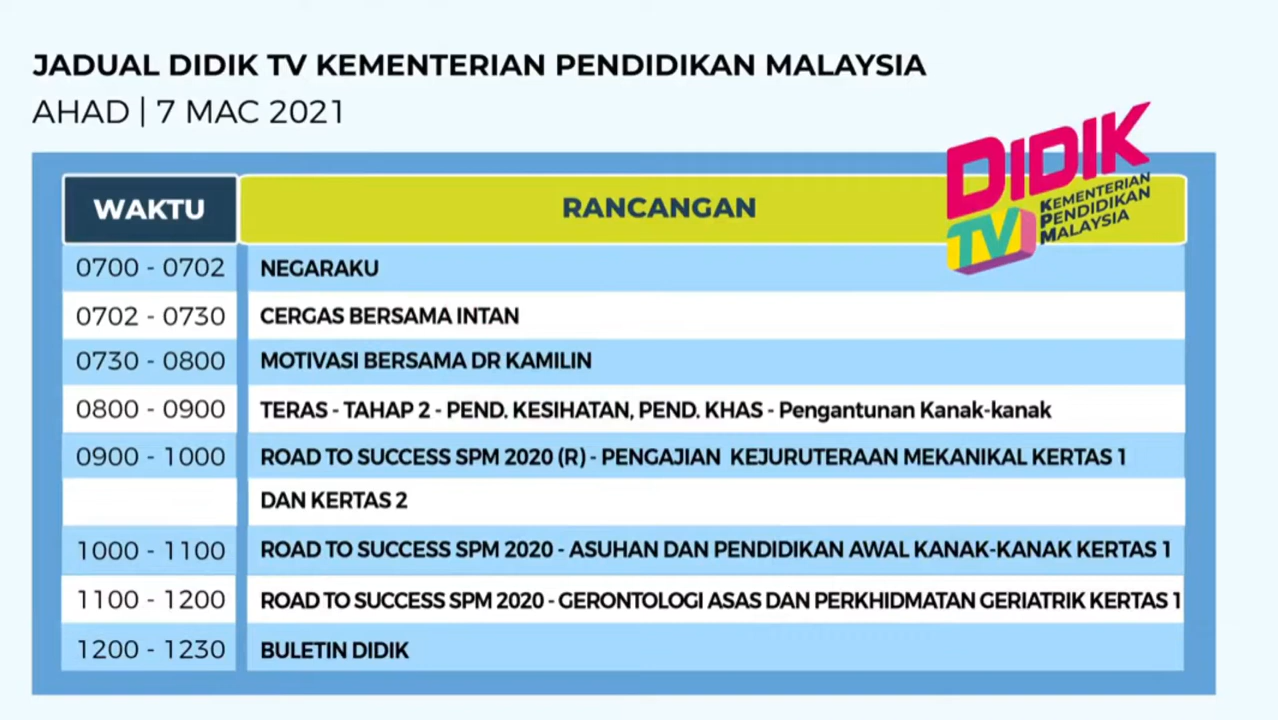 JADUAL DIDIK TV KEMENTERIAN PENDIDIKAN MALAYSIA
AHAD | 7 MAC 2021
DIDIK
TV
KEMENTERIAN
PENDIDIKAN
MALAYSIA
WAKTU RANCANGAN
0700 - 0702 NEGARAKU
0702 - 0730 CERGAS BERSAMA INTAN
0730 - 0800 MOTIVASI BERSAMA DR KAMILIN
0800 - 0900 TERAS - TAHAP 2 - PEND. KESIHATAN, PEND. KHAS - Pengantunan Kanak-kanak
0900 - 1000 ROAD TO SUCCESS SPM 2020 (R) - PENGAJIAN KEJURUTERAAN MEKANIKAL KERTAS 1
DAN KERTAS 2
1000 - 1100 ROAD TO SUCCESS SPM 2020 - ASUHAN DAN PENDIDIKAN AWAL KANAK-KANAK KERTAS 1
1100 - 1200 ROAD TO SUCCESS SPM 2020 - GERONTOLOGI ASAS DAN PERKHIDMATAN GERIATRIK KERTAS 1
1200 - 1230 BULETIN DIDIK